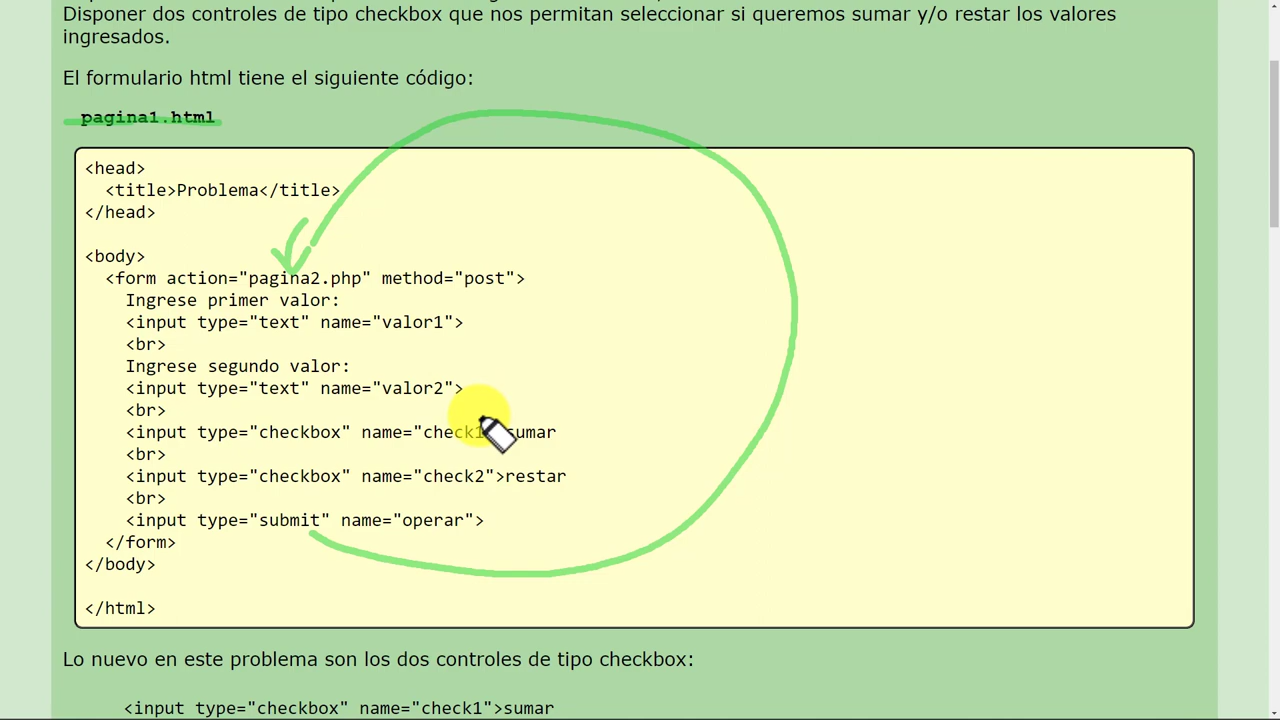 Disponer dos controles de tipo checkbox que nos permitan seleccionar si queremos sumar y/o restar los valores
ingresados.
El formulario html tiene el siguiente código:
pagina1.html
<head>
  <title>Problema</title>
</head>
<body>
  <form action="pagina2.php" method="post">
    Ingrese primer valor:
    <input type="text" name="valor1">
    <br>
    Ingrese segundo valor:
    <input type="text" name="valor2">
    <br>
    <input type="checkbox" name="check1">sumar
    <br>
    <input type="checkbox" name="check2">restar
    <br>
    <input type="submit" name="operar">
  </form>
</body>
</html>
Lo nuevo en este problema son los dos controles de tipo checkbox:
<input type="checkbox" name="check1">sumar